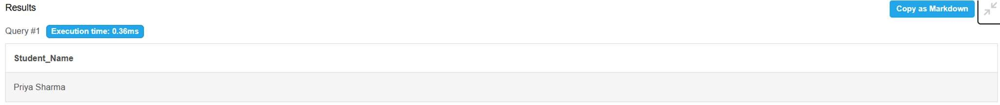 Results
Copy as Markdown
Query #1 Execution time: 0.36ms
Student_Name
Priya Sharma